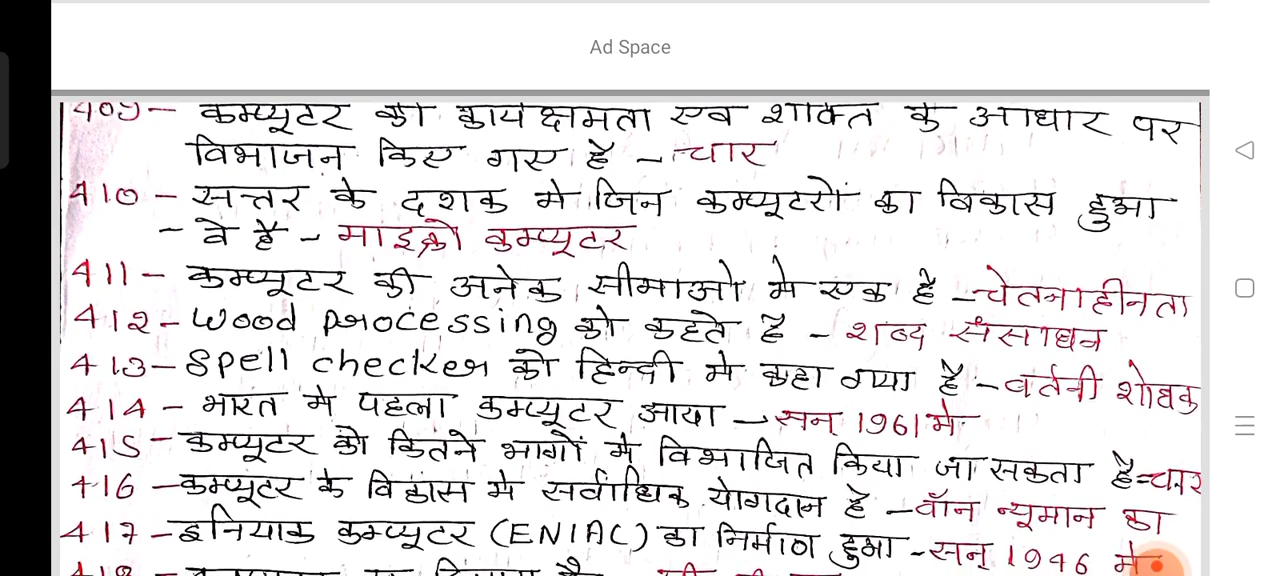 Ad Space
409- कम्प्यूटर की कार्य क्षमता एवं शक्ति के आधार पर
विभाजन किए गए है - चार
410 - सत्तर के दशक मे जिन कम्प्यूटरों का विकास हुआ
- वे है - माइक्रो कम्प्यूटर
411 - कम्प्यूटर की अनेक सीमाओ मे एक है - चेतनाहीनता
412 - Wood processing को कहते है - शब्द संसाधन
413 - Spell checker को हिन्दी मे कहा गया है - वर्तनी शोधक
414 - भारत मे पहला कम्प्यूटर आया - सन् 1961 मे
415 - कम्प्यूटर को कितने भागों मे विभाजित किया जा सकता है = चार
416 - कम्प्यूटर के विकास मे सर्वाधिक योगदान है - वॉन न्यूमान का
417 - इनियाक कम्प्यूटर (ENIAC) का निर्माण हुआ - सन् 1946 मे
418